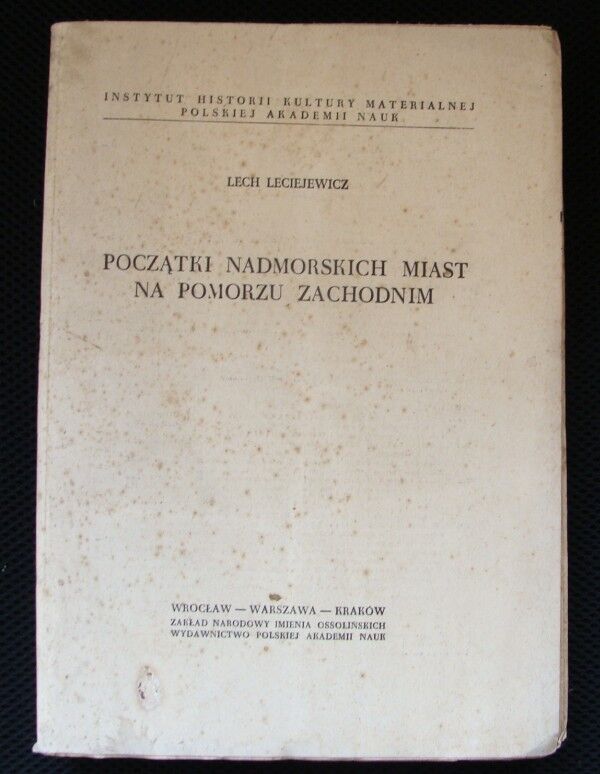 INSTYTUT HISTORII KULTURY MATERIALNEJ
POLSKIEJ AKADEMII NAUK
LECH LECIEJEWICZ
POCZĄTKI NADMORSKICH MIAST
NA POMORZU ZACHODNIM
WROCŁAW — WARSZAWA — KRAKÓW
ZAKŁAD NARODOWY IMIENIA OSSOLIŃSKICH
WYDAWNICTWO POLSKIEJ AKADEMII NAUK